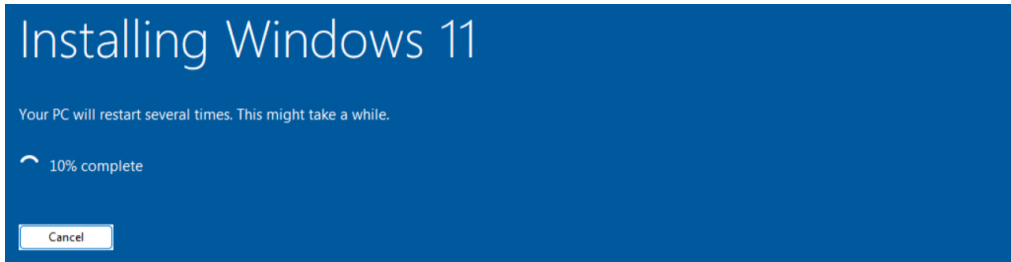 Installing Windows 11
Your PC will restart several times. This might take a while.
10% complete
Cancel